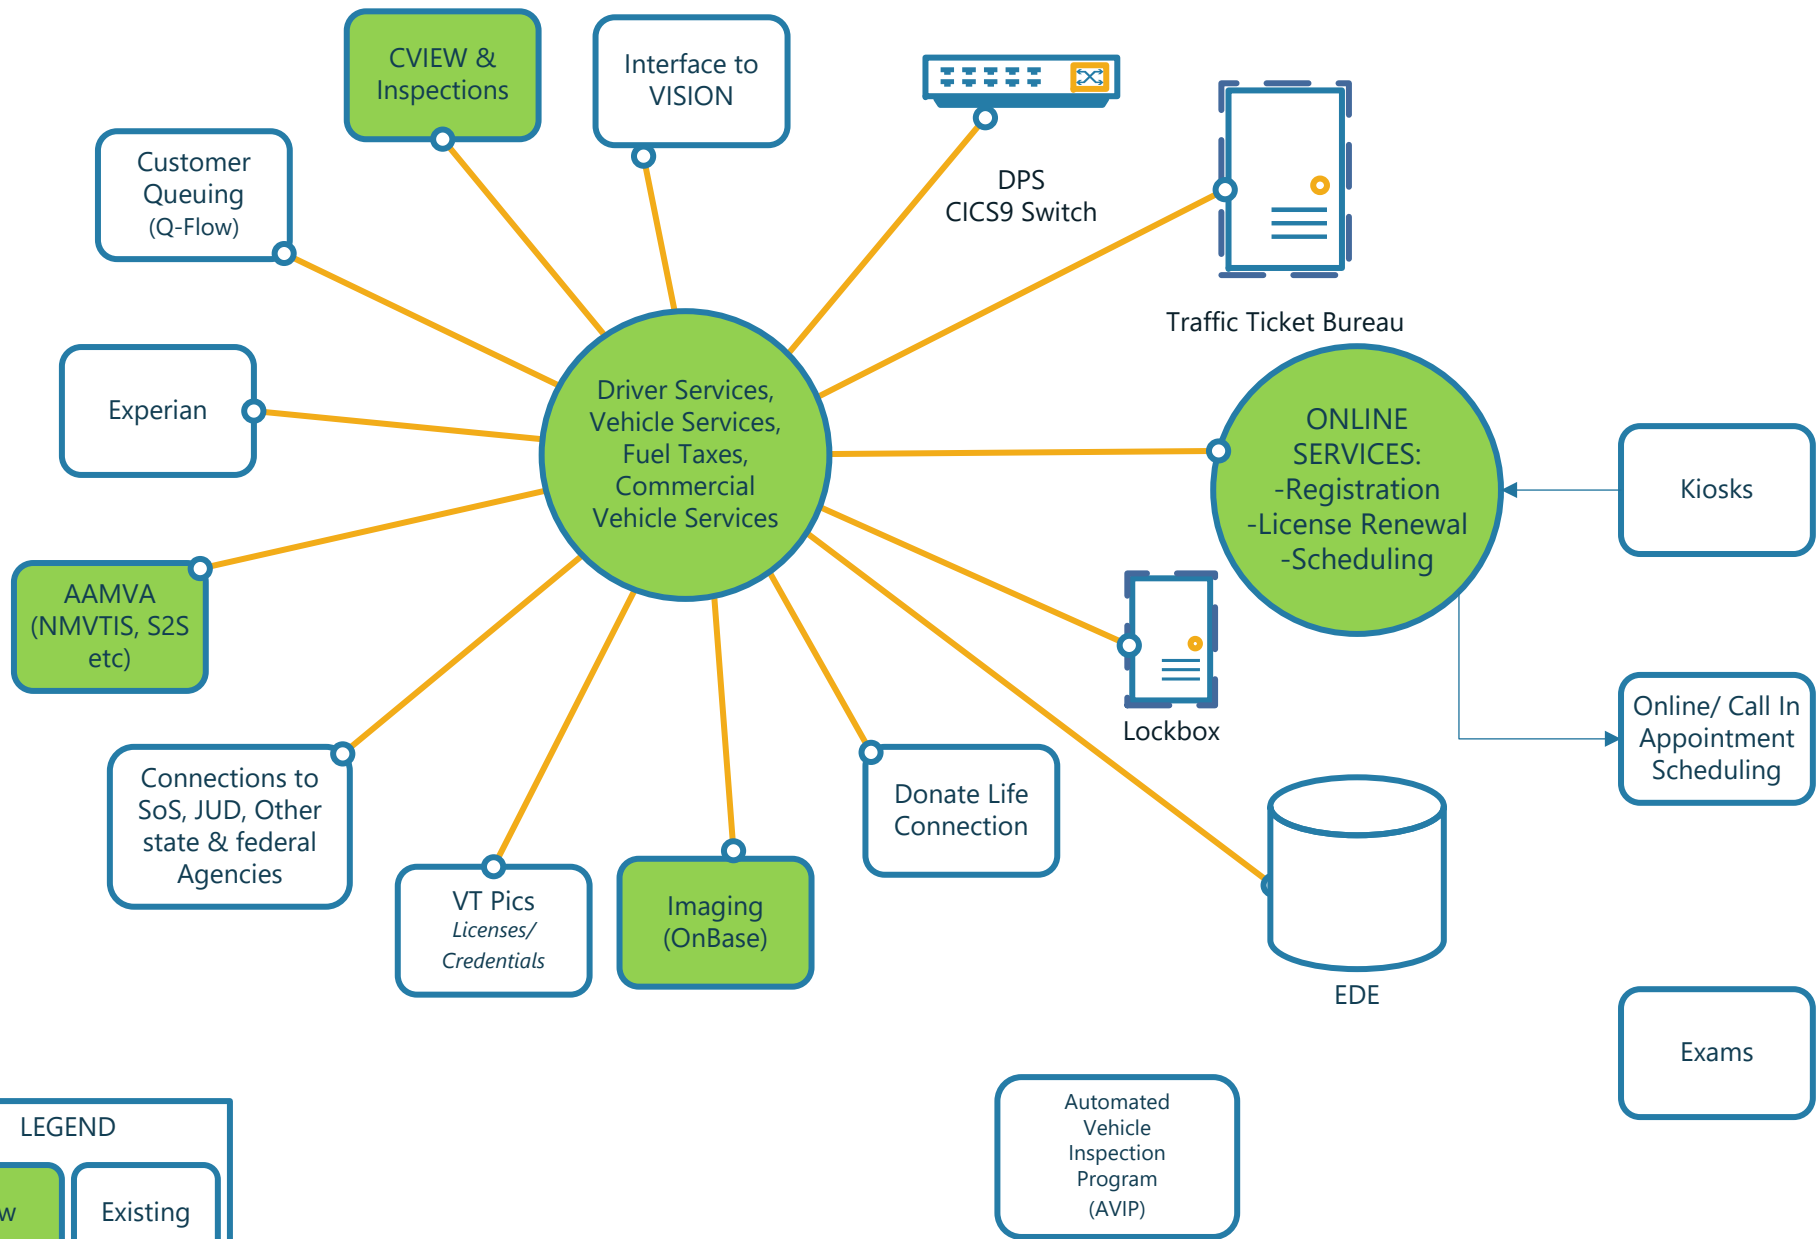 CVIEW &
Inspections
Interface to
VISION
Customer
Queuing
(Q-Flow)
DPS
CICS9 Switch
Traffic Ticket Bureau
Experian
Driver Services,
Vehicle Services,
Fuel Taxes,
Commercial
Vehicle Services
ONLINE
SERVICES:
-Registration
-License Renewal
-Scheduling
Kiosks
AAMVA
(NMVTIS, S2S
etc)
Lockbox
Online/ Call In
Appointment
Scheduling
Connections to
SoS, JUD, Other
state & federal
Agencies
Donate Life
Connection
VT Pics
Licenses/
Credentials
Imaging
(OnBase)
EDE
Exams
Automated
Vehicle
Inspection
Program
(AVIP)
LEGEND
Existing